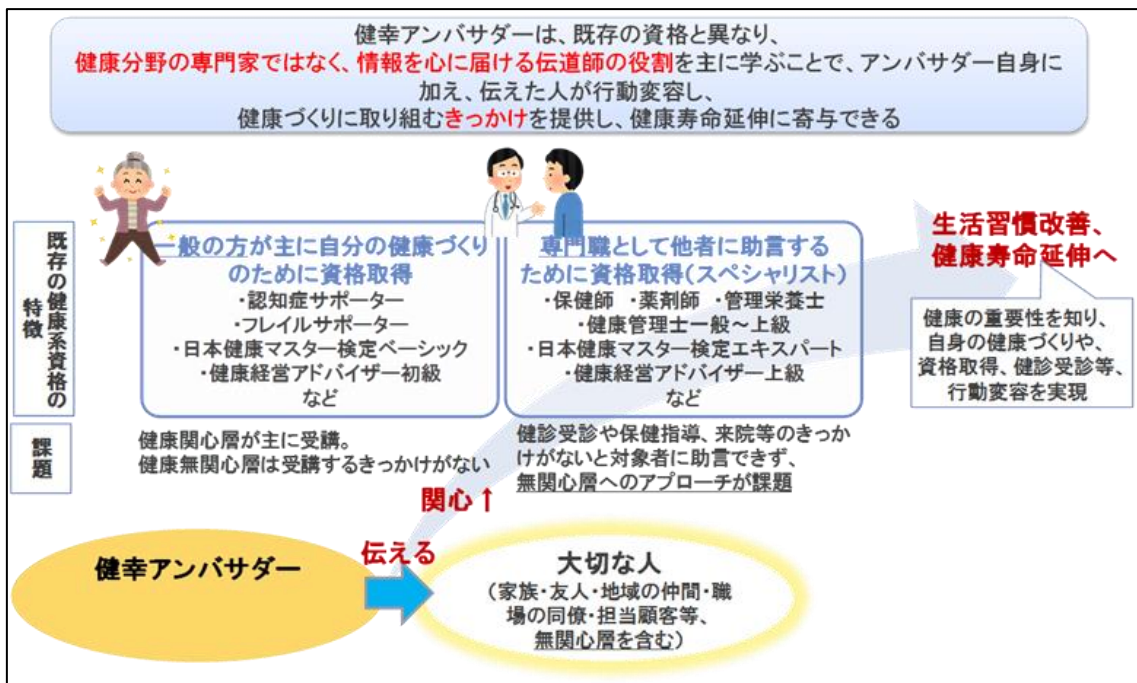 健幸アンバサダーは、既存の資格と異なり、
健康分野の専門家ではなく、情報を心に届ける伝道師の役割を主に学ぶことで、アンバサダー自身に
加え、伝えた人が行動変容し、
健康づくりに取り組むきっかけを提供し、健康寿命延伸に寄与できる
既存の健康系資格の
特徴
一般の方が主に自分の健康づくり
のために資格取得
・認知症サポーター
・フレイルサポーター
・日本健康マスター検定ベーシック
・健康経営アドバイザー初級
など
専門職として他者に助言する
ために資格取得(スペシャリスト)
・保健師 ・薬剤師 ・管理栄養士
・健康管理士一般~上級
・日本健康マスター検定エキスパート
・健康経営アドバイザー上級
など
生活習慣改善、
健康寿命延伸へ
健康の重要性を知り、
自身の健康づくりや、
資格取得、健診受診等、
行動変容を実現
課題
健康関心層が主に受講。
健康無関心層は受講するきっかけがない
健診受診や保健指導、来院等のきっか
けがないと対象者に助言できず、
無関心層へのアプローチが課題
関心↑
健幸アンバサダー
伝える
大切な人
(家族・友人・地域の仲間・職
場の同僚・担当顧客等、
無関心層を含む)